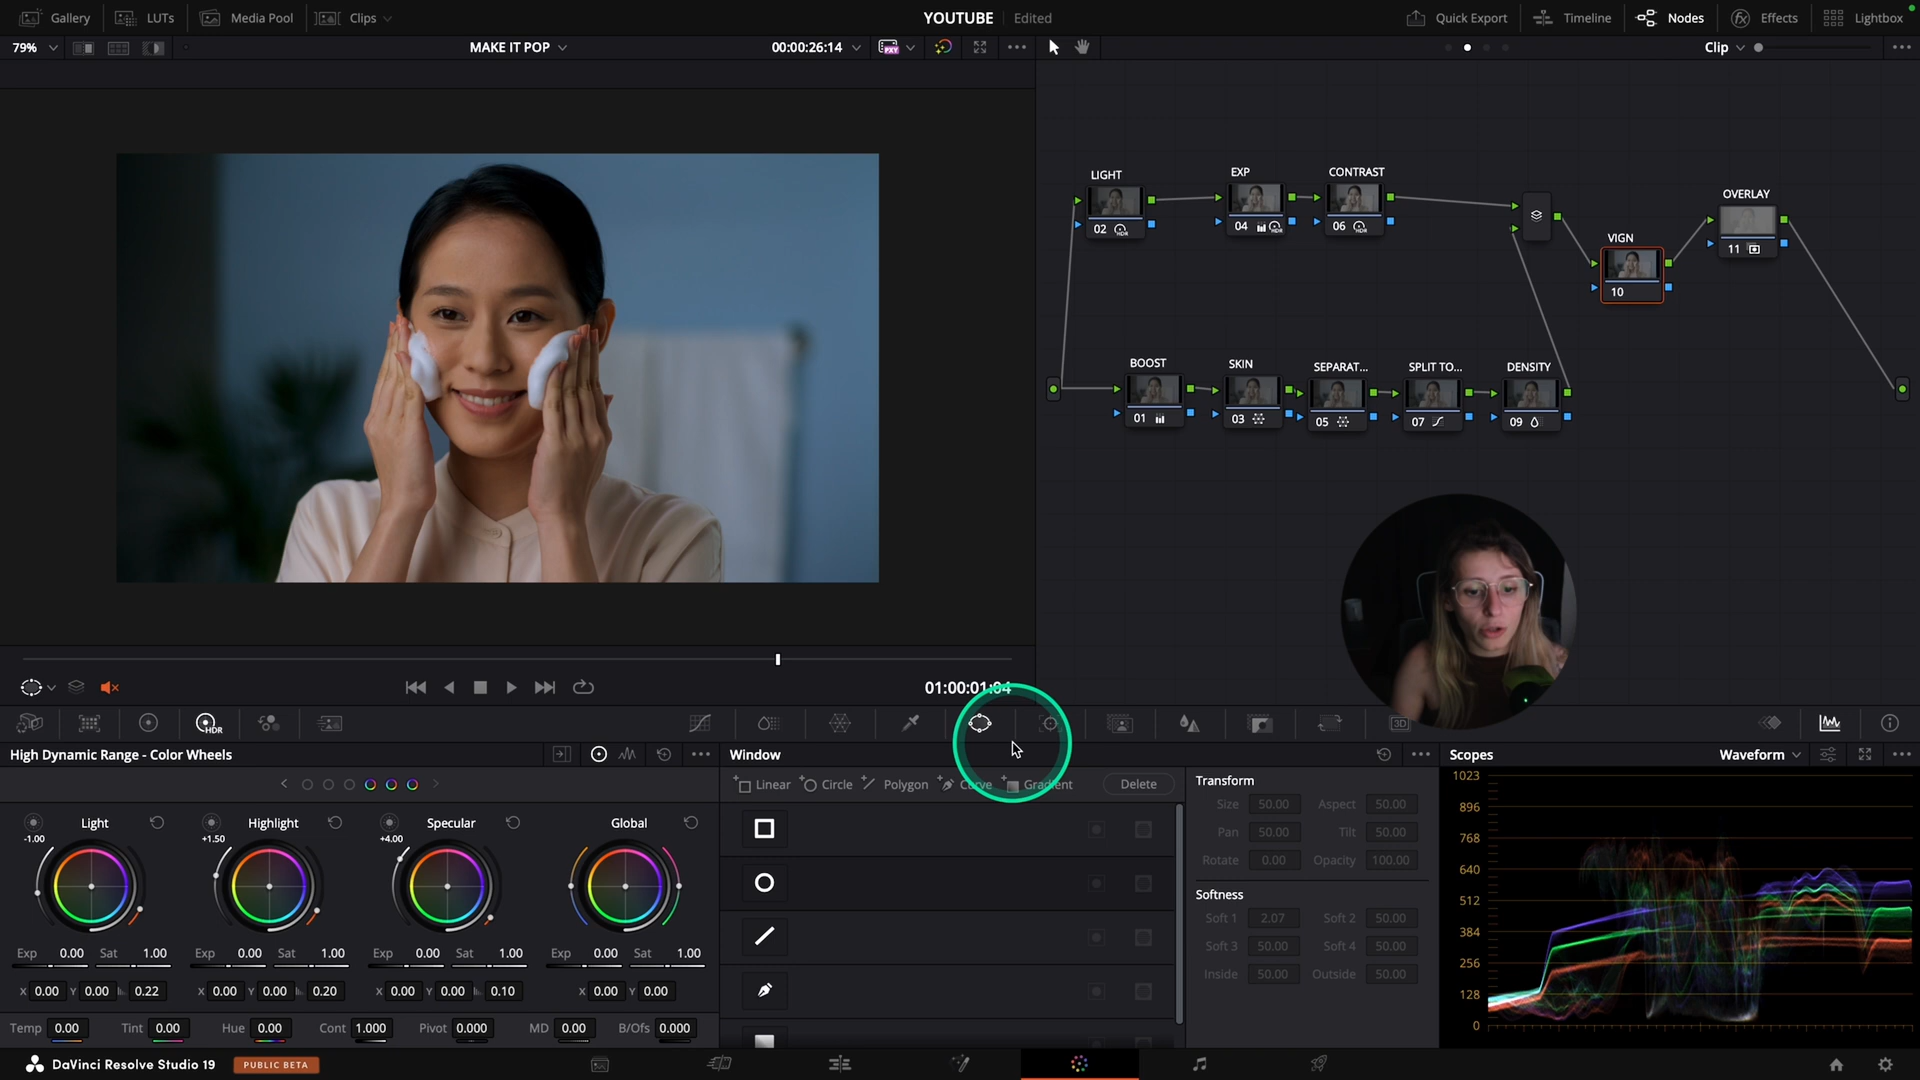 Gallery LUTs Media Pool Clips YOUTUBE Edited Quick Export Timeline Nodes Effects Lightbox
79% MAKE IT POP 00:00:26:14 PXY Clip
LIGHT
02 HDR
EXP
04 HDR
CONTRAST
06 HDR
OVERLAY
11
VIGN
10
BOOST
01
SKIN
03
SEPARAT...
05
SPLIT TO...
07
DENSITY
09
01:00:01:04
HDR
3D
High Dynamic Range - Color Wheels
Light Highlight Specular Global
-1.00 +1.50 +4.00
Exp 0.00 Sat 1.00 Exp 0.00 Sat 1.00 Exp 0.00 Sat 1.00 Exp 0.00 Sat 1.00
X 0.00 Y 0.00 0.22 X 0.00 Y 0.00 0.20 X 0.00 Y 0.00 0.10 X 0.00 Y 0.00
Temp 0.00 Tint 0.00 Hue 0.00 Cont 1.000 Pivot 0.000 MD 0.00 B/Ofs 0.000
Window
Linear Circle Polygon Curve Gradient Delete
Transform
Size 50.00 Aspect 50.00
Pan 50.00 Tilt 50.00
Rotate 0.00 Opacity 100.00
Softness
Soft 1 2.07 Soft 2 50.00
Soft 3 50.00 Soft 4 50.00
Inside 50.00 Outside 50.00
Scopes Waveform
1023
896
768
640
512
384
256
128
0
DaVinci Resolve Studio 19 PUBLIC BETA